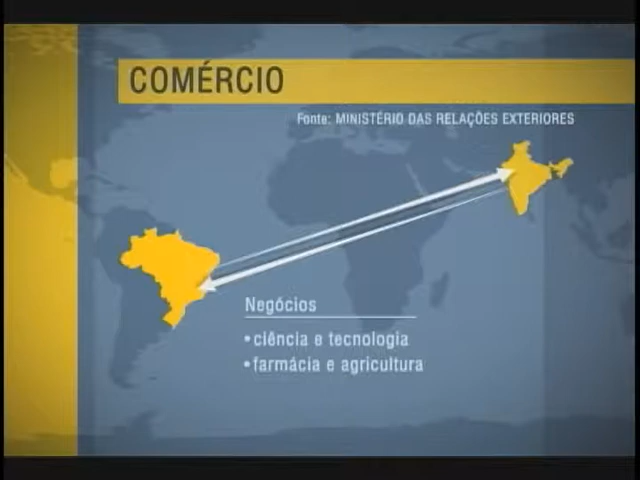 COMÉRCIO
Fonte: MINISTÉRIO DAS RELAÇÕES EXTERIORES
Negócios
•ciência e tecnologia
•farmácia e agricultura